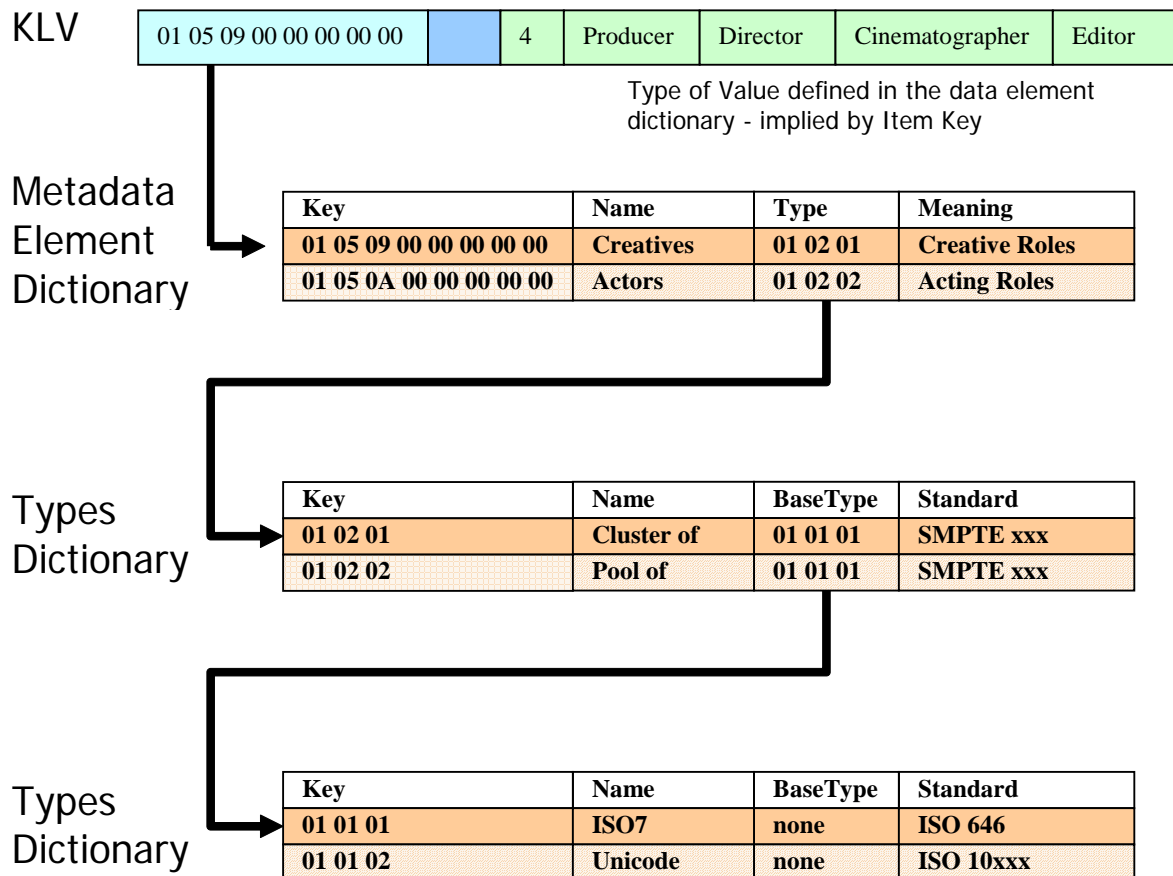 KLV
01 05 09 00 00 00 00 00 4 Producer Director Cinematographer Editor
Type of Value defined in the data element
dictionary - implied by Item Key
Metadata
Element
Dictionary
Key Name Type Meaning
01 05 09 00 00 00 00 00 Creatives 01 02 01 Creative Roles
01 05 0A 00 00 00 00 00 Actors 01 02 02 Acting Roles
Types
Dictionary
Key Name BaseType Standard
01 02 01 Cluster of 01 01 01 SMPTE xxx
01 02 02 Pool of 01 01 01 SMPTE xxx
Types
Dictionary
Key Name BaseType Standard
01 01 01 ISO7 none ISO 646
01 01 02 Unicode none ISO 10xxx